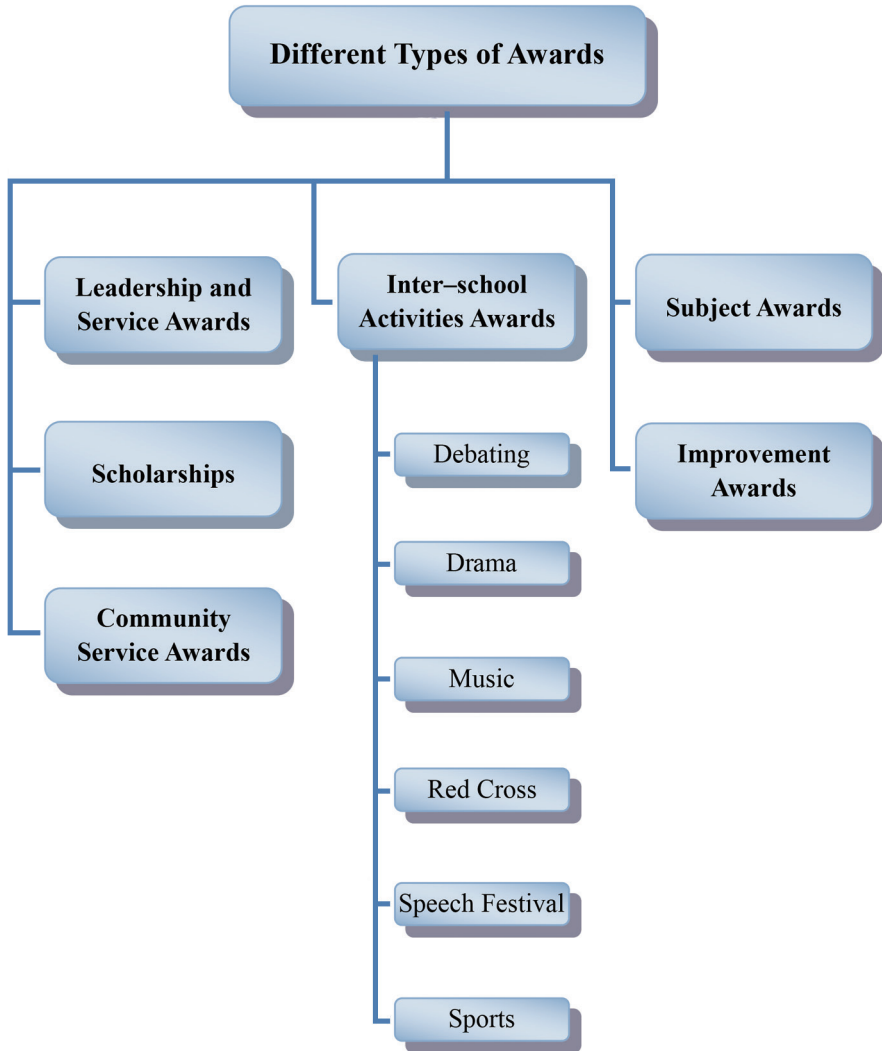 Different Types of Awards
Leadership and
Service Awards
Scholarships
Community
Service Awards
Inter–school
Activities Awards
Debating
Drama
Music
Red Cross
Speech Festival
Sports
Subject Awards
Improvement
Awards